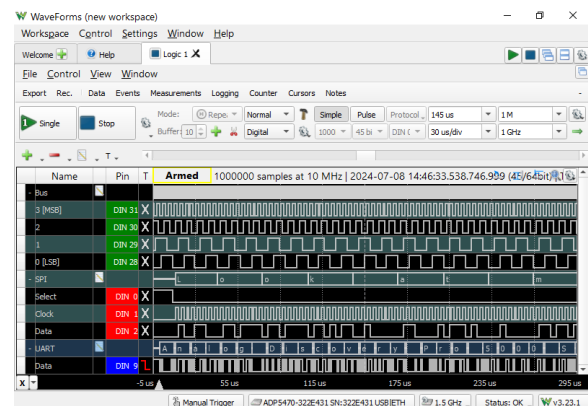 WaveForms (new workspace)
Workspace Control Settings Window Help
Welcome Help Logic 1
File Control View Window
Export Rec. Data Events Measurements Logging Counter Cursors Notes
Single Stop Mode: Normal Simple Pulse Protocol 145 us 1 M
Buffer: 10 Digital 1000 30 us/div 1 GHz
T
Name Pin T Armed 1000000 samples at 10 MHz | 2024-07-08 14:46:33.538.746.
- Bus
3 [MSB] DIN 31 X
2 DIN 30 X
1 DIN 29 X
0 [LSB] DIN 28 X
- SPI L o o k a t m
Select DIN 0 X
Clock DIN 1 X
Data DIN 2 X
- UART A n a l o g D i s c o v e r y P r o 5 0 0 0 S
Data DIN 9
X -5 us 55 us 115 us 175 us 235 us 295 us
Manual Trigger ADP5470-322E431 SN:322E431 USB|ETH 1.5 GHz Status: OK v3.23.1